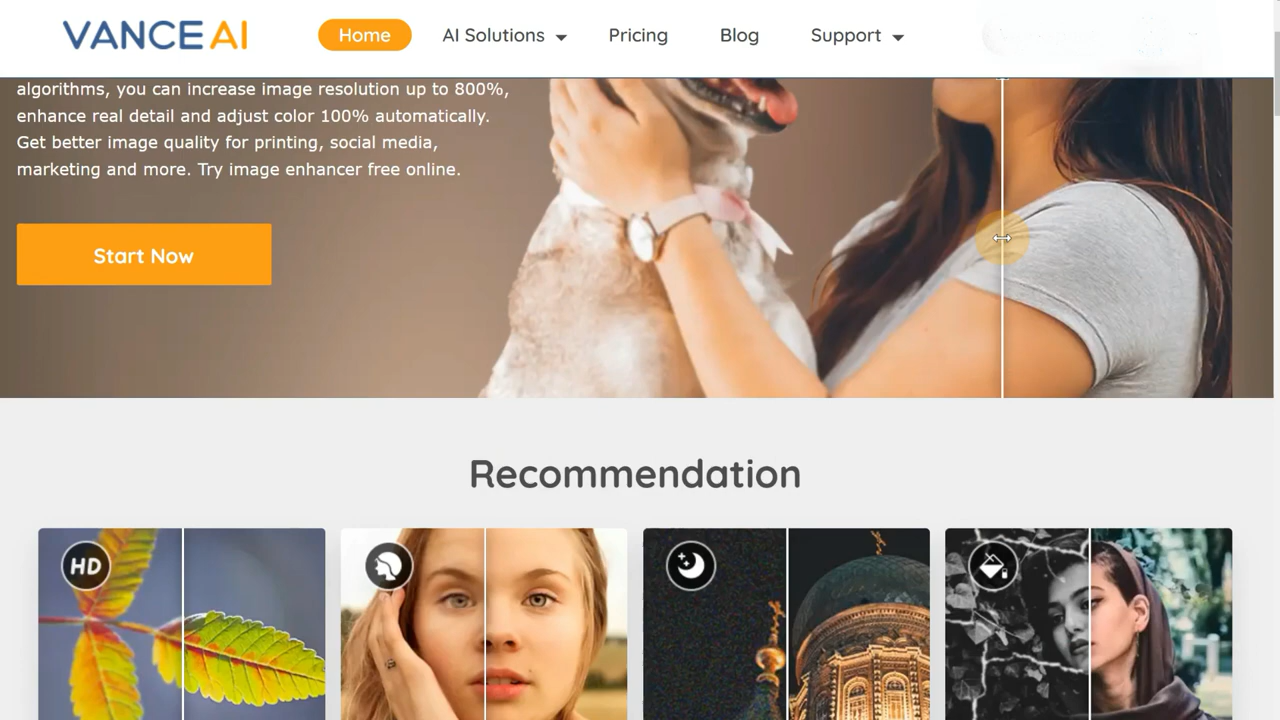 VANCE AI
Home
AI Solutions
Pricing
Blog
Support
algorithms, you can increase image resolution up to 800%,
enhance real detail and adjust color 100% automatically.
Get better image quality for printing, social media,
marketing and more. Try image enhancer free online.
Start Now
Recommendation
HD